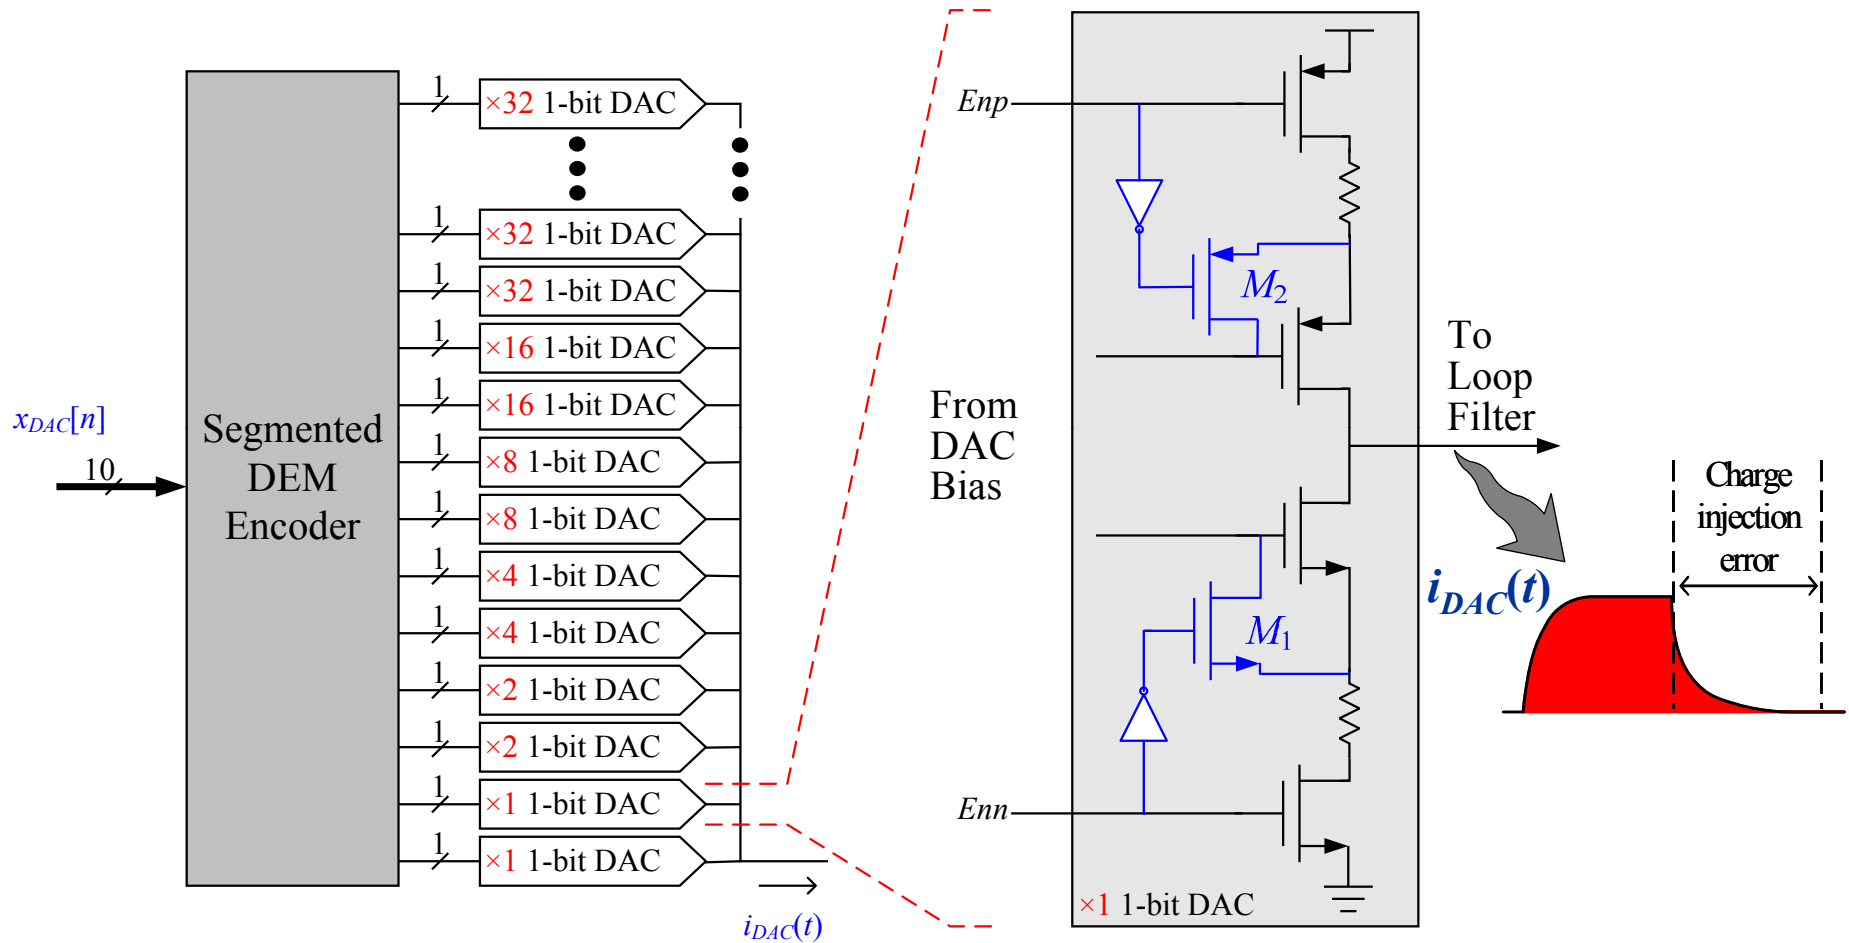 x_DAC[n]
10
Segmented
DEM
Encoder
1
×32 1-bit DAC
1
×32 1-bit DAC
1
×32 1-bit DAC
1
×16 1-bit DAC
1
×16 1-bit DAC
1
×8 1-bit DAC
1
×8 1-bit DAC
1
×4 1-bit DAC
1
×4 1-bit DAC
1
×2 1-bit DAC
1
×2 1-bit DAC
1
×1 1-bit DAC
1
×1 1-bit DAC
i_DAC(t)
Enp
From
DAC
Bias
Enn
M₂
M₁
×1 1-bit DAC
To
Loop
Filter
Charge
injection
error
i_DAC(t)